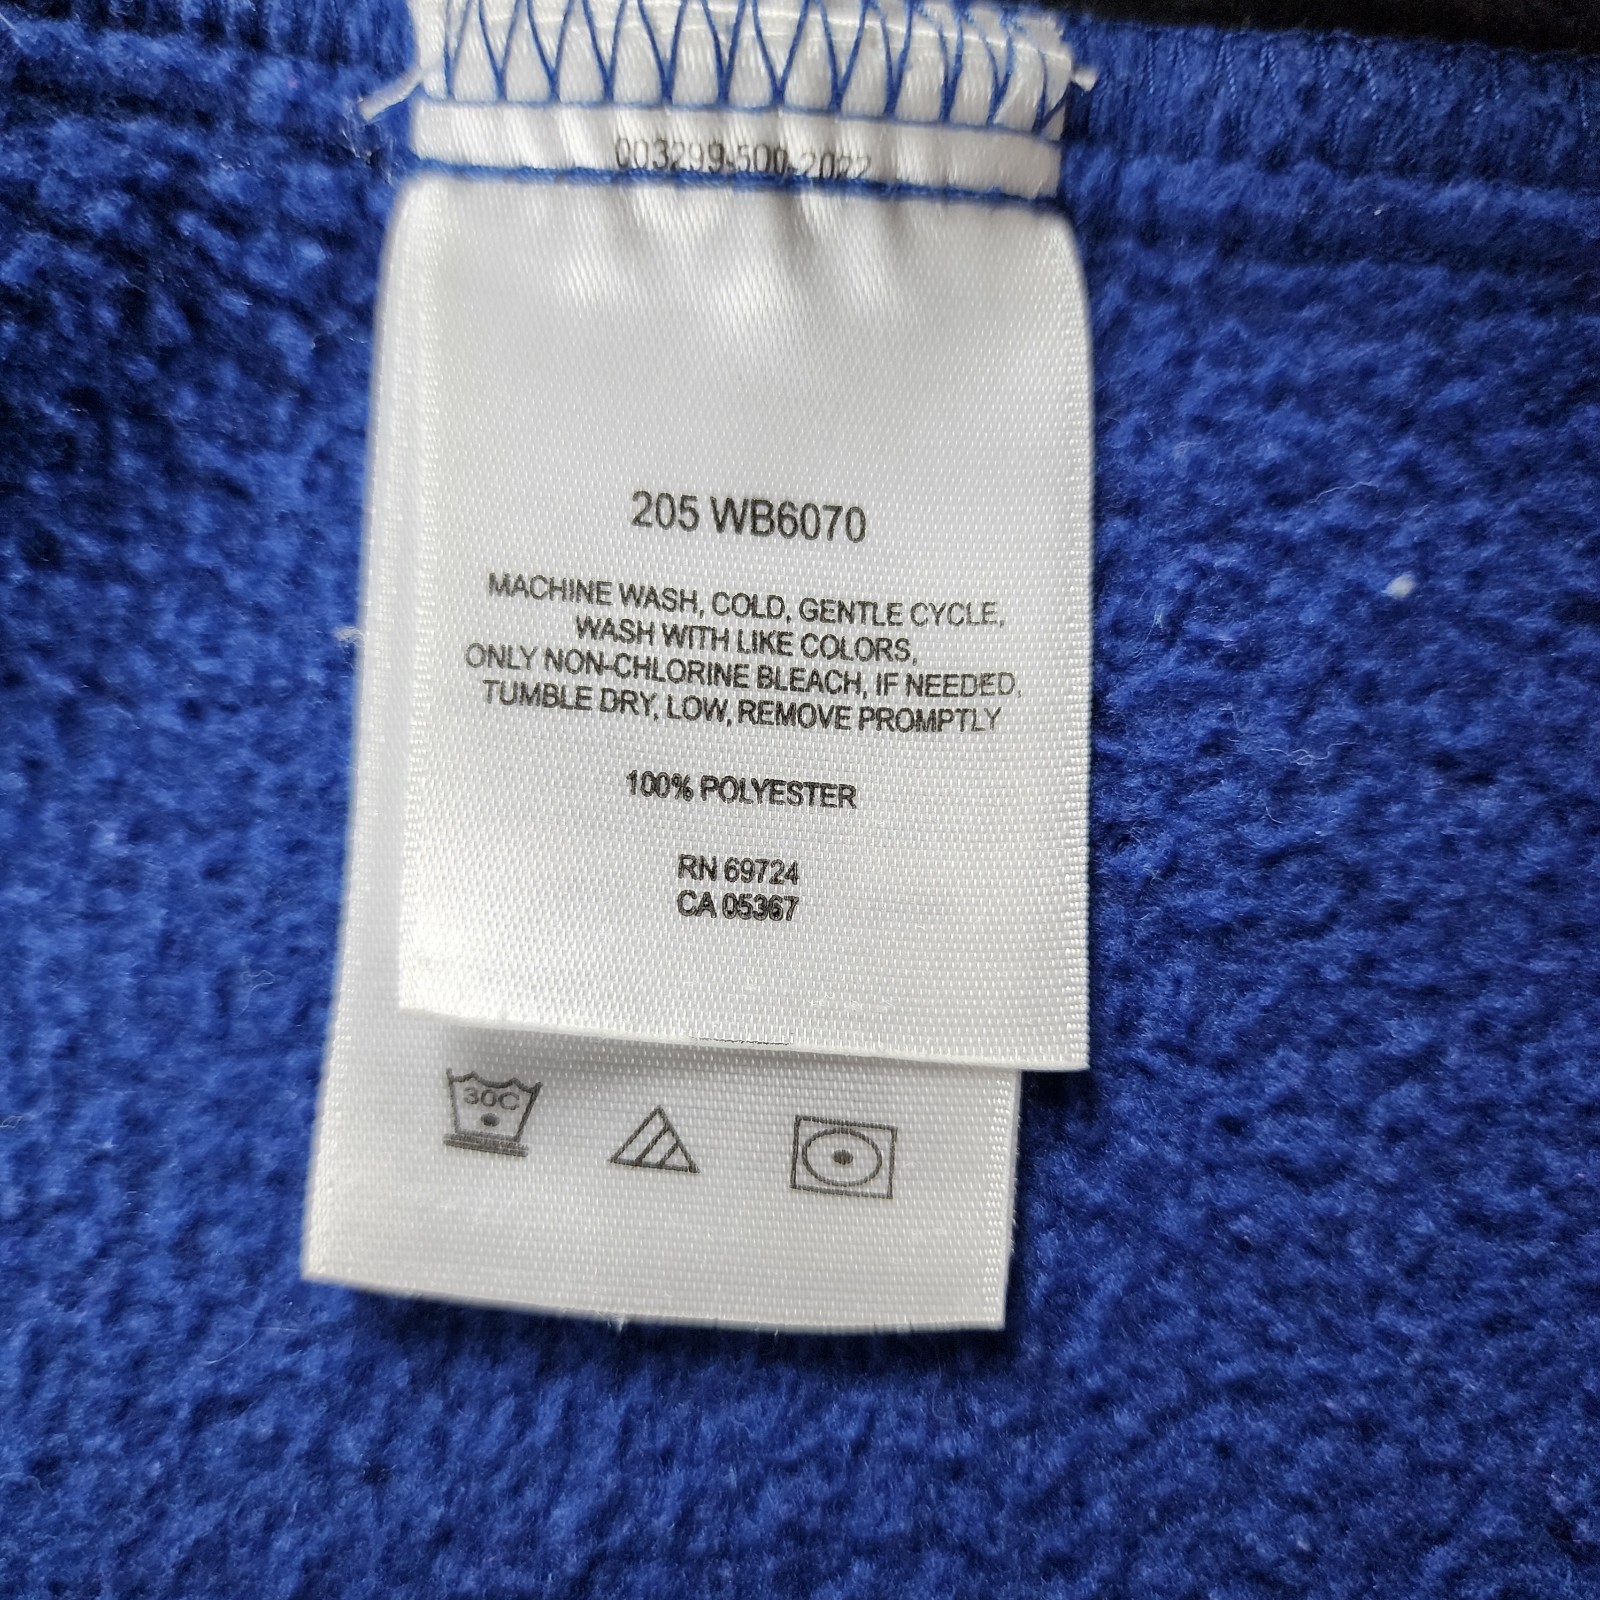 003299-500-2022
205 WB6070
MACHINE WASH, COLD, GENTLE CYCLE,
WASH WITH LIKE COLORS,
ONLY NON-CHLORINE BLEACH, IF NEEDED,
TUMBLE DRY, LOW, REMOVE PROMPTLY
100% POLYESTER
RN 69724
CA 05367
30C